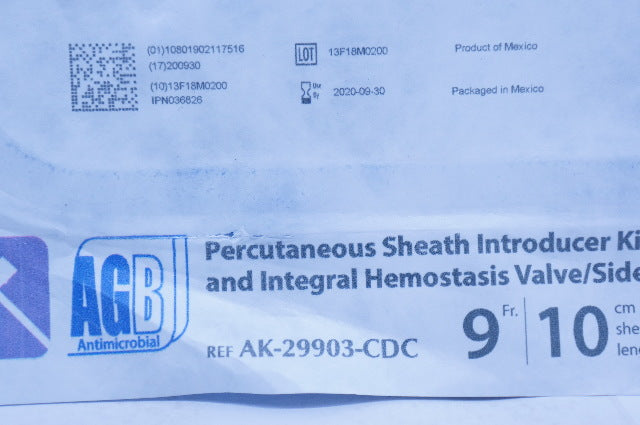 (01)10801902117516
(17)200930
(10)13F18M0200
IPN036826
LOT 13F18M0200
Use By 2020-09-30
Product of Mexico
Packaged in Mexico
AGB
Antimicrobial
Percutaneous Sheath Introducer Ki
and Integral Hemostasis Valve/Side
REF AK-29903-CDC
9 Fr. 10 cm
she
len